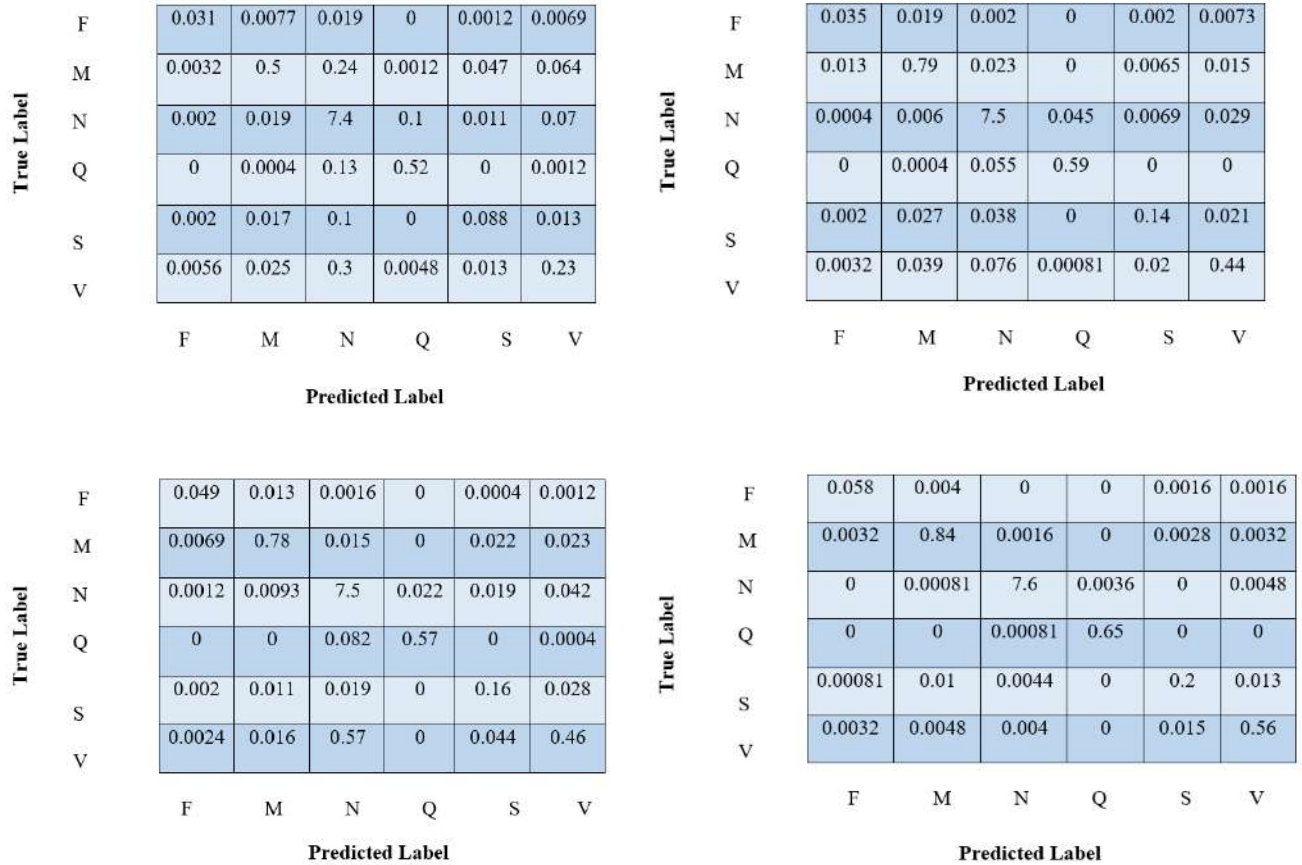 F 0.031 0.0077 0.019 0 0.0012 0.0069
M 0.0032 0.5 0.24 0.0012 0.047 0.064
N 0.002 0.019 7.4 0.1 0.011 0.07
Q 0 0.0004 0.13 0.52 0 0.0012
S 0.002 0.017 0.1 0 0.088 0.013
V 0.0056 0.025 0.3 0.0048 0.013 0.23
True Label
F M N Q S V
Predicted Label
F 0.035 0.019 0.002 0 0.002 0.0073
M 0.013 0.79 0.023 0 0.0065 0.015
N 0.0004 0.006 7.5 0.045 0.0069 0.029
Q 0 0.0004 0.055 0.59 0 0
S 0.002 0.027 0.038 0 0.14 0.021
V 0.0032 0.039 0.076 0.00081 0.02 0.44
True Label
F M N Q S V
Predicted Label
F 0.049 0.013 0.0016 0 0.0004 0.0012
M 0.0069 0.78 0.015 0 0.022 0.023
N 0.0012 0.0093 7.5 0.022 0.019 0.042
Q 0 0 0.082 0.57 0 0.0004
S 0.002 0.011 0.019 0 0.16 0.028
V 0.0024 0.016 0.57 0 0.044 0.46
True Label
F M N Q S V
Predicted Label
F 0.058 0.004 0 0 0.0016 0.0016
M 0.0032 0.84 0.0016 0 0.0028 0.0032
N 0 0.00081 7.6 0.0036 0 0.0048
Q 0 0 0.00081 0.65 0 0
S 0.00081 0.01 0.0044 0 0.2 0.013
V 0.0032 0.0048 0.004 0 0.015 0.56
True Label
F M N Q S V
Predicted Label